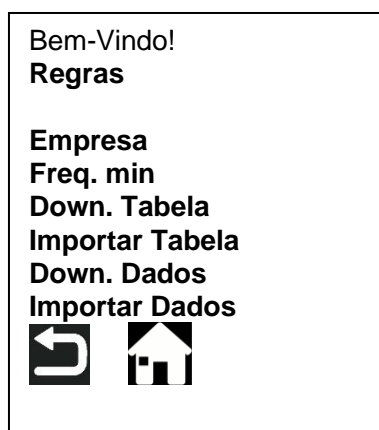 Bem-Vindo!
Regras
Empresa
Freq. min
Down. Tabela
Importar Tabela
Down. Dados
Importar Dados